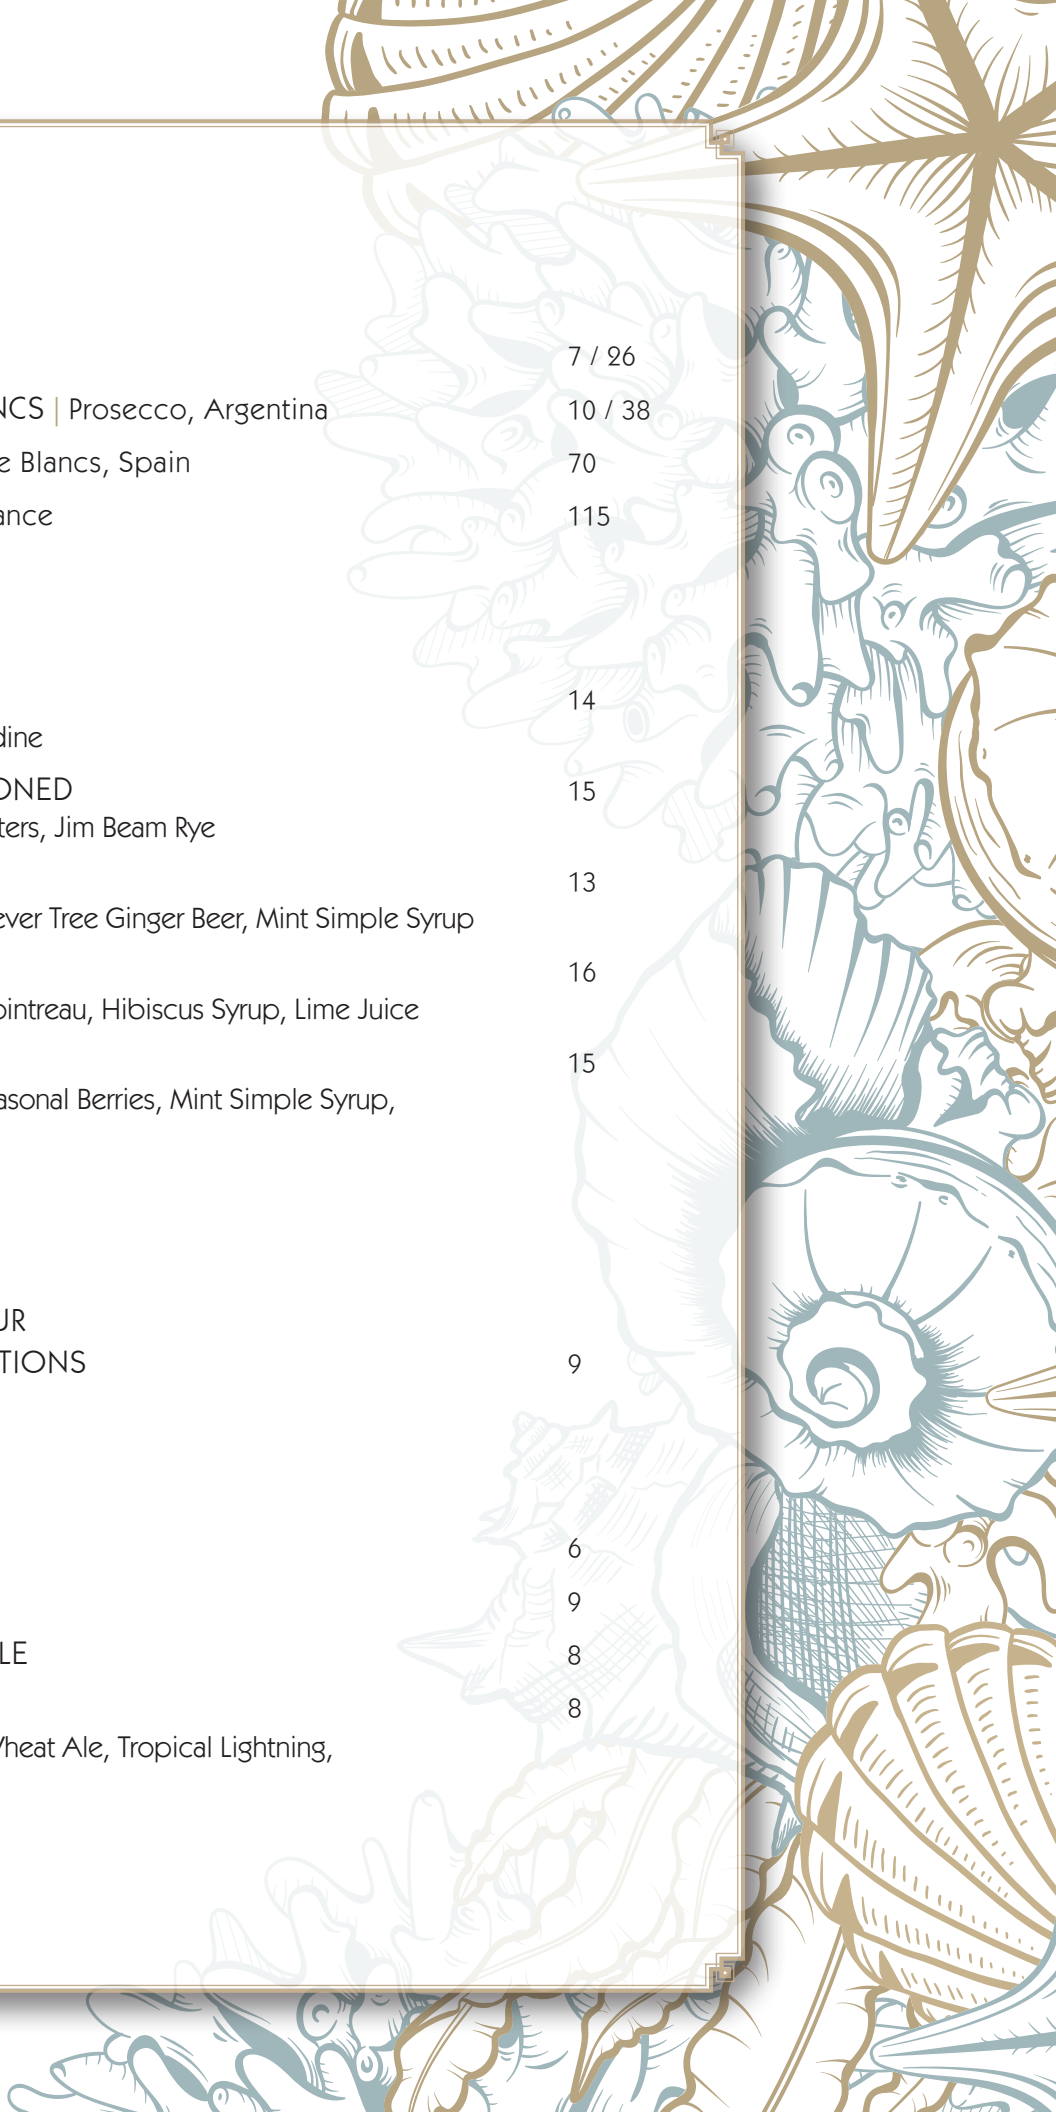 7 / 26
NCS | Prosecco, Argentina 10 / 38
e Blancs, Spain 70
ance 115
14
dine
ONED 15
ters, Jim Beam Rye
13
ever Tree Ginger Beer, Mint Simple Syrup
16
ointreau, Hibiscus Syrup, Lime Juice
15
asonal Berries, Mint Simple Syrup,
UR
TIONS 9
6
9
LE 8
8
Wheat Ale, Tropical Lightning,